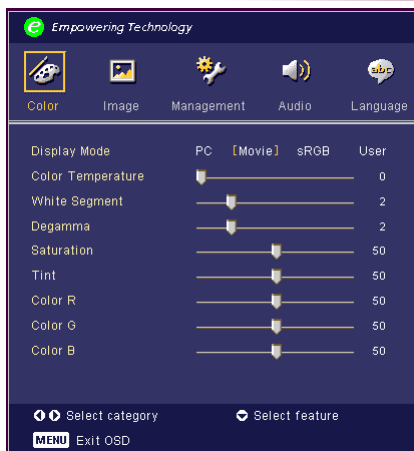 e Empowering Technology
Color Image Management Audio Language
abc
Display Mode PC [Movie] sRGB User
Color Temperature 0
White Segment 2
Degamma 2
Saturation 50
Tint 50
Color R 50
Color G 50
Color B 50
Select category Select feature
MENU Exit OSD